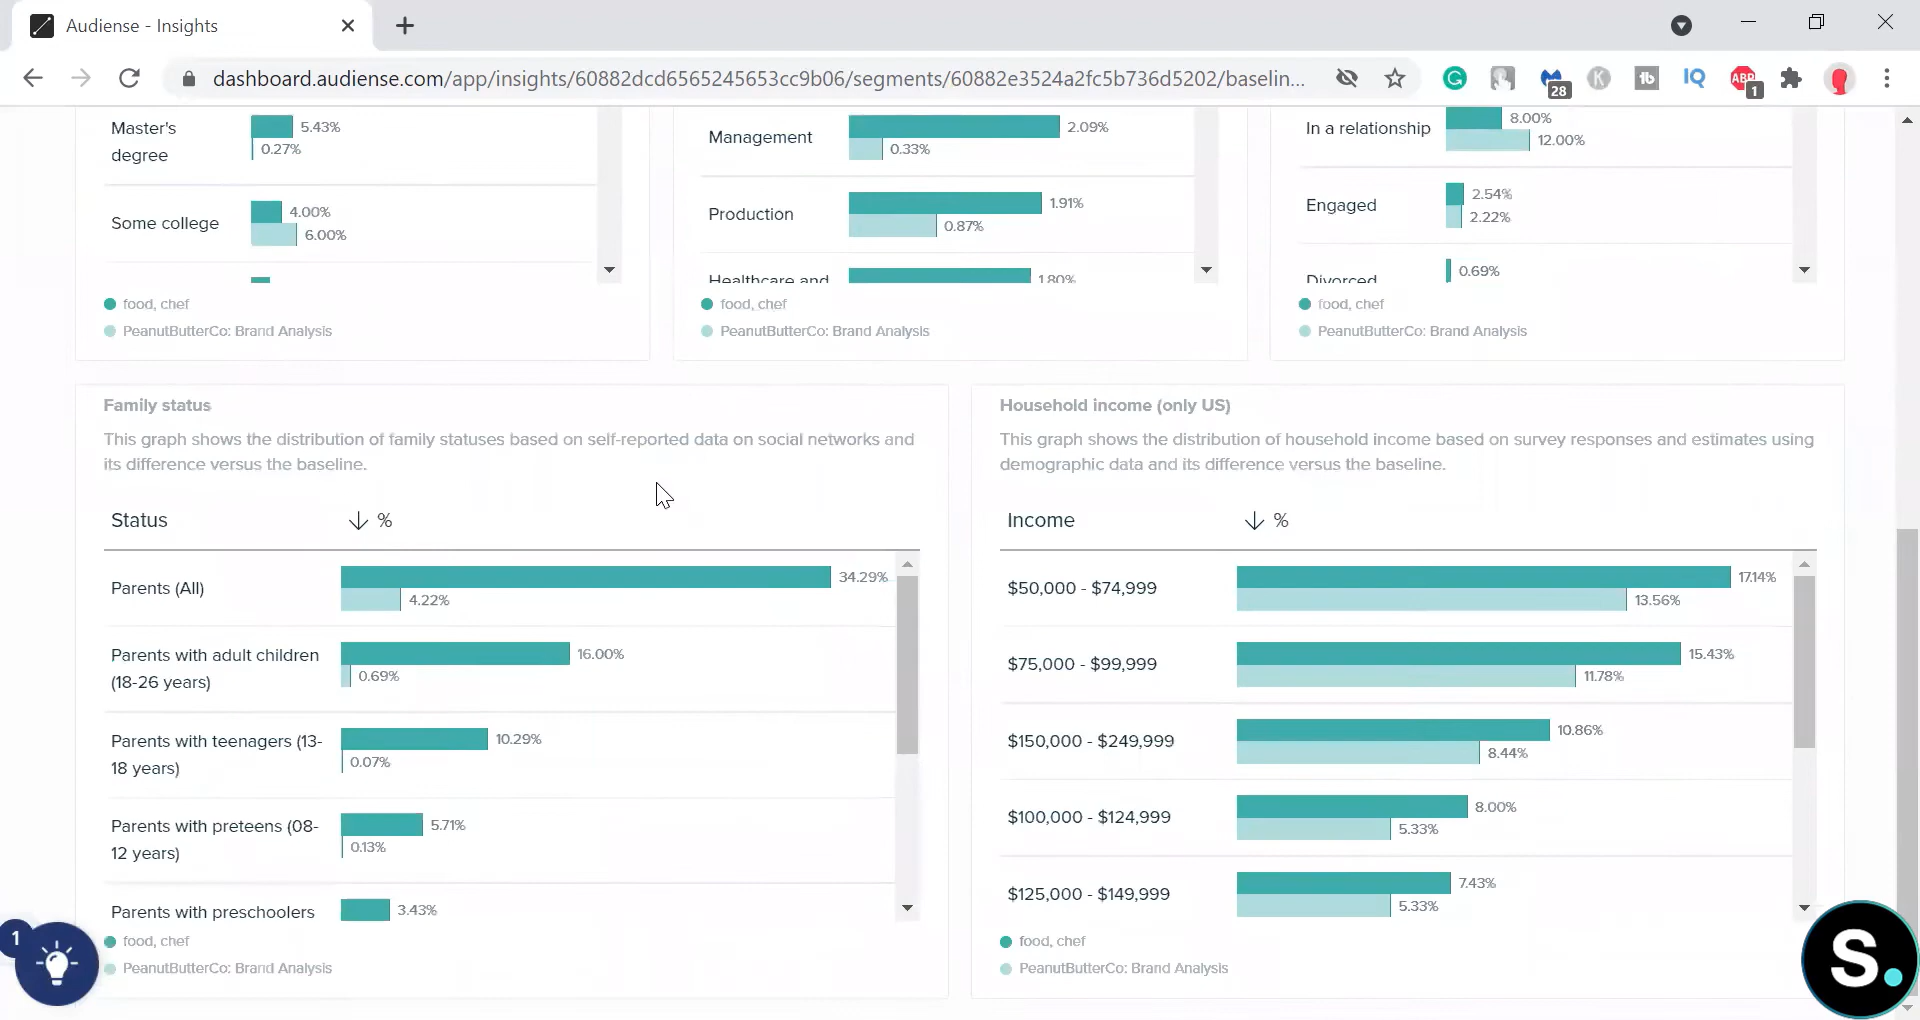 Audiense - Insights
dashboard.audiense.com/app/insights/60882dcd6565245653cc9b06/segments/60882e3524a2fc5b736d5202/baselin...
28
K
tb
IQ
ABP
1
Master's
degree
5.43%
0.27%
Some college
4.00%
6.00%
food, chef
PeanutButterCo: Brand Analysis
Management
2.09%
0.33%
Production
1.91%
0.87%
Healthcare and
1.80%
food, chef
PeanutButterCo: Brand Analysis
In a relationship
8.00%
12.00%
Engaged
2.54%
2.22%
Divorced
0.69%
food, chef
PeanutButterCo: Brand Analysis
Family status
This graph shows the distribution of family statuses based on self-reported data on social networks and
its difference versus the baseline.
Status
%
Parents (All)
34.29%
4.22%
Parents with adult children
(18-26 years)
16.00%
0.69%
Parents with teenagers (13-
18 years)
10.29%
0.07%
Parents with preteens (08-
12 years)
5.71%
0.13%
Parents with preschoolers
3.43%
food, chef
PeanutButterCo: Brand Analysis
Household income (only US)
This graph shows the distribution of household income based on survey responses and estimates using
demographic data and its difference versus the baseline.
Income
%
$50,000 - $74,999
17.14%
13.56%
$75,000 - $99,999
15.43%
11.78%
$150,000 - $249,999
10.86%
8.44%
$100,000 - $124,999
8.00%
5.33%
$125,000 - $149,999
7.43%
5.33%
food, chef
PeanutButterCo: Brand Analysis
1
S.